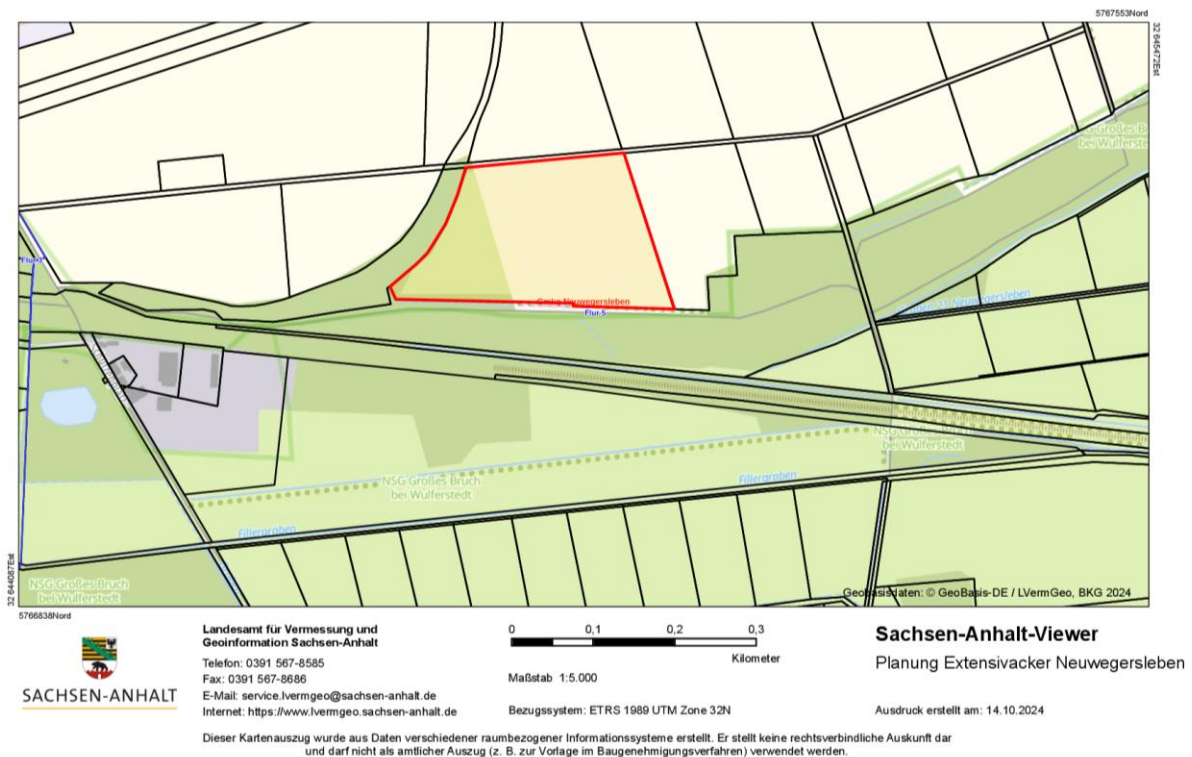 5767553Nord
32 645472Est
NSG Großes Br
bei Wulferstedt
Flur 3
Gmkg Neuwegersleben
Flur 5
Graben 21 Neuwegersleben
NSG Großes
bei Wulferstedt
NSG Großes Bruch
bei Wulferstedt
Fillergraben
Fillergraben
NSG Großes Bruch
bei Wulferstedt
32 644087Est
Geobasisdaten: © GeoBasis-DE / LVermGeo, BKG 2024
5766838Nord
SACHSEN-ANHALT
Landesamt für Vermessung und
Geoinformation Sachsen-Anhalt
Telefon: 0391 567-8585
Fax: 0391 567-8686
E-Mail: service.lvermgeo@sachsen-anhalt.de
Internet: https://www.lvermgeo.sachsen-anhalt.de
0 0,1 0,2 0,3
Kilometer
Maßstab 1:5.000
Bezugssystem: ETRS 1989 UTM Zone 32N
Sachsen-Anhalt-Viewer
Planung Extensivacker Neuwegersleben
Ausdruck erstellt am: 14.10.2024
Dieser Kartenauszug wurde aus Daten verschiedener raumbezogener Informationssysteme erstellt. Er stellt keine rechtsverbindliche Auskunft dar
und darf nicht als amtlicher Auszug (z. B. zur Vorlage im Baugenehmigungsverfahren) verwendet werden.